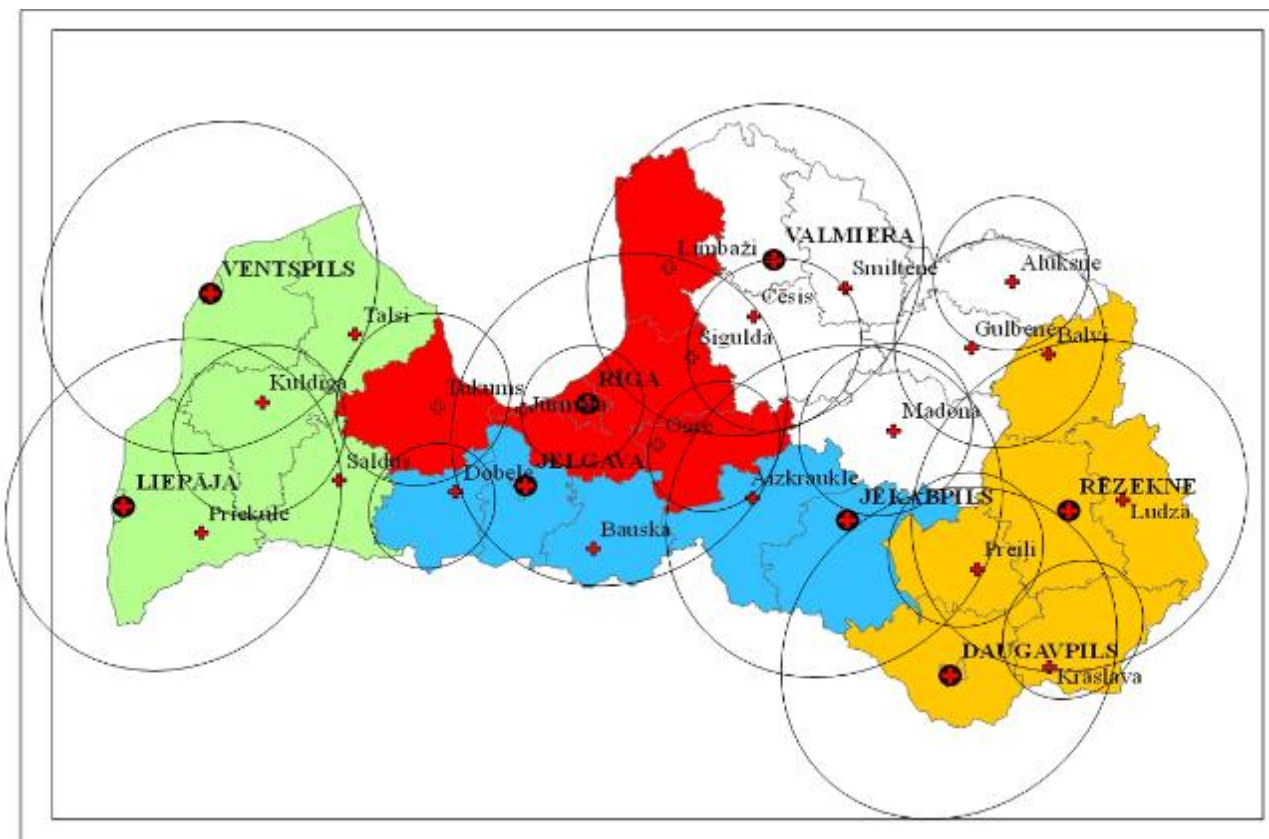 Limbaži
VALMIERA
VENTSPILS
Smiltene
Alūksne
Cēsis
Talsi
Sigulda
Gulbene
Balvi
Kuldīga
RĪGA
Tukums
Jūrmala
Madona
Ogre
LIEPĀJA
Saldus
Dobele
JELGAVA
Aizkraukle
JĒKABPILS
RĒZEKNE
Ludza
Priekule
Bauska
Preiļi
DAUGAVPILS
Krāslava